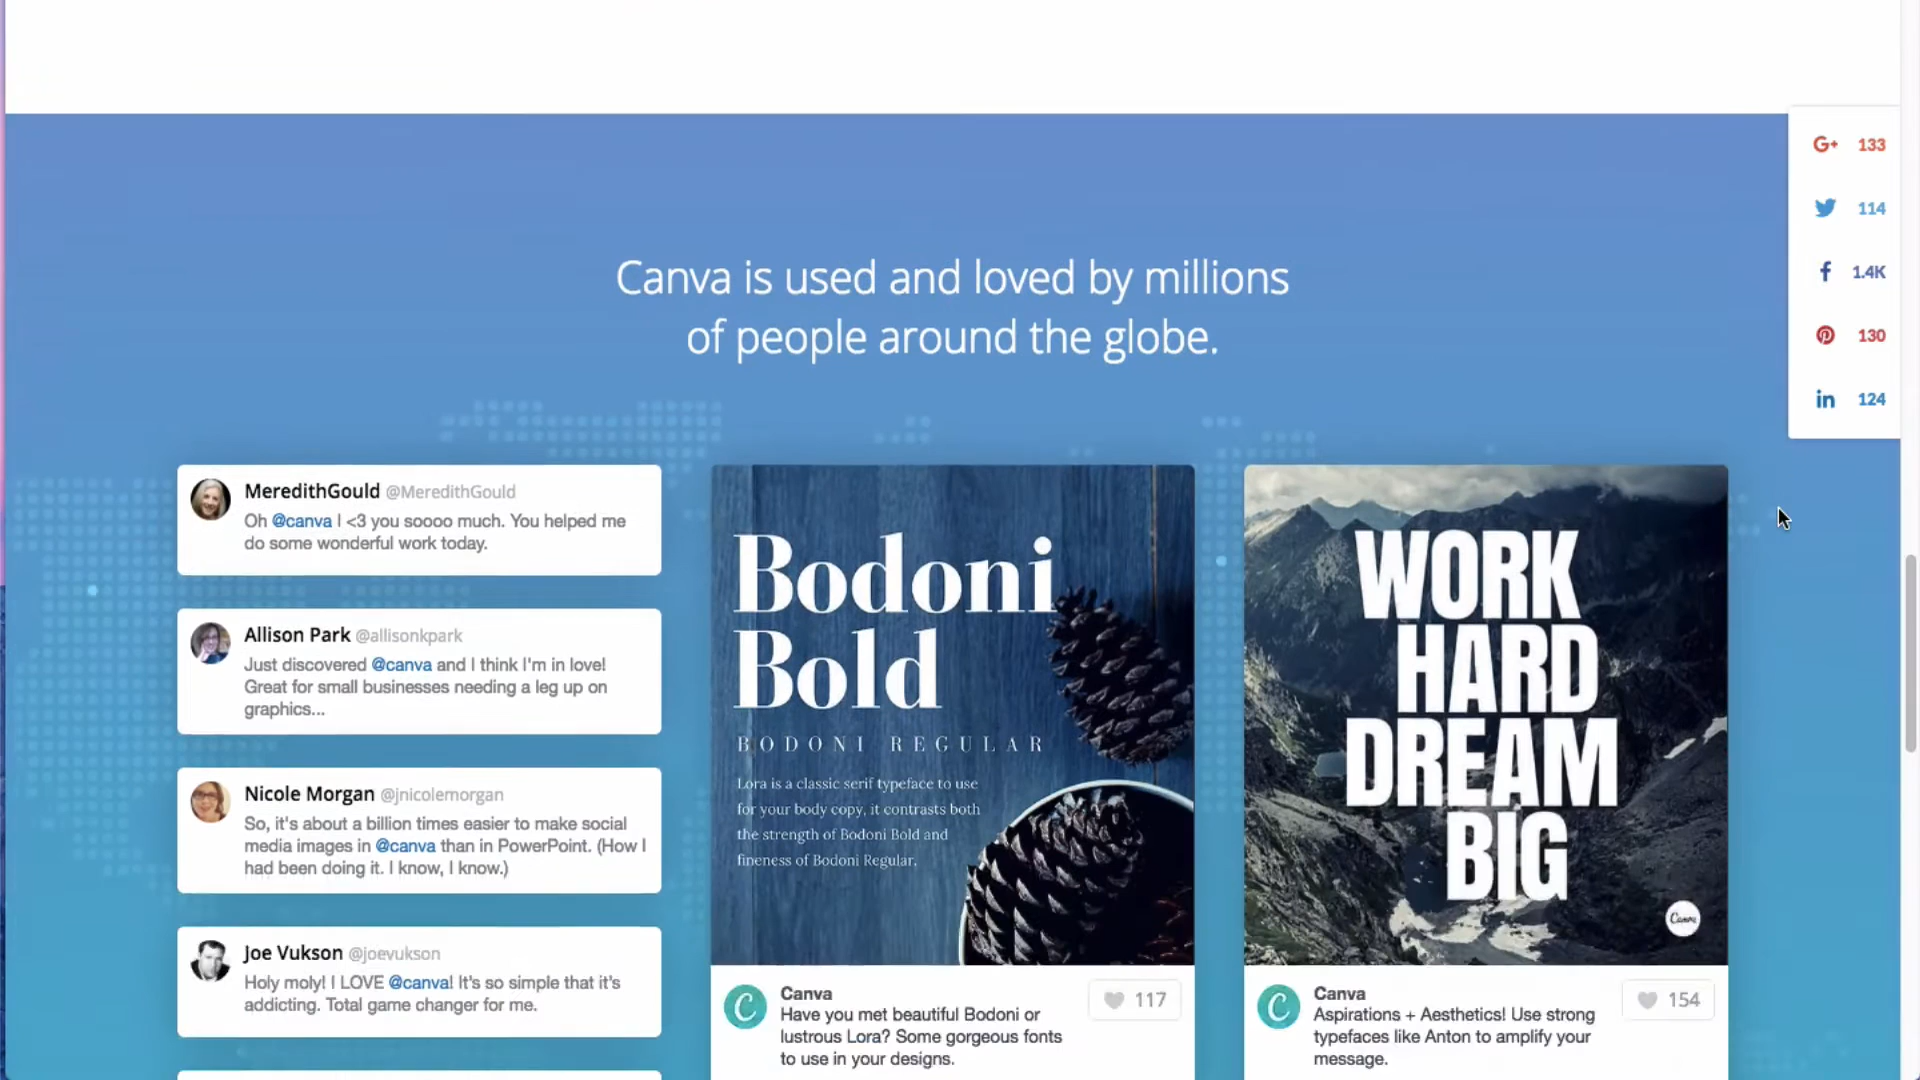 Canva is used and loved by millions
of people around the globe.
G+ 133
114
f 1.4K
130
in 124
MeredithGould @MeredithGould
Oh @canva I <3 you soooo much. You helped me
do some wonderful work today.
Allison Park @allisonkpark
Just discovered @canva and I think I'm in love!
Great for small businesses needing a leg up on
graphics...
Nicole Morgan @jnicolemorgan
So, it's about a billion times easier to make social
media images in @canva than in PowerPoint. (How I
had been doing it. I know, I know.)
Joe Vukson @joevukson
Holy moly! I LOVE @canva! It's so simple that it's
addicting. Total game changer for me.
Bodoni
Bold
BODONI REGULAR
Lora is a classic serif typeface to use
for your body copy, it contrasts both
the strength of Bodoni Bold and
fineness of Bodoni Regular.
C
Canva
117
Have you met beautiful Bodoni or
lustrous Lora? Some gorgeous fonts
to use in your designs.
WORK
HARD
DREAM
BIG
Canva
C
Canva
154
Aspirations + Aesthetics! Use strong
typefaces like Anton to amplify your
message.